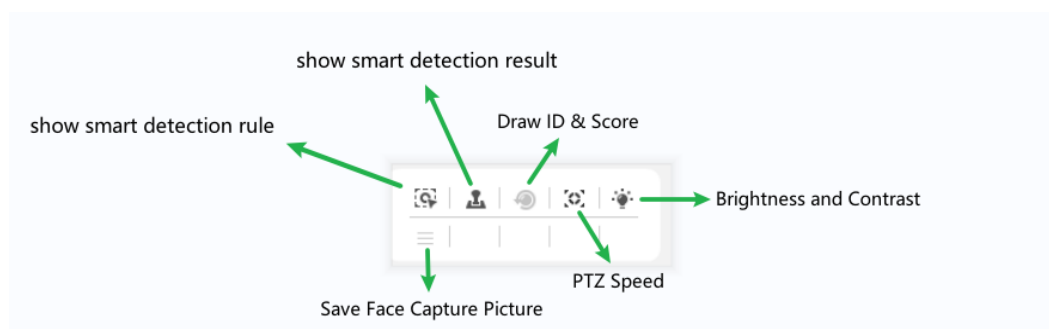 show smart detection result
Draw ID & Score
show smart detection rule
Brightness and Contrast
PTZ Speed
Save Face Capture Picture